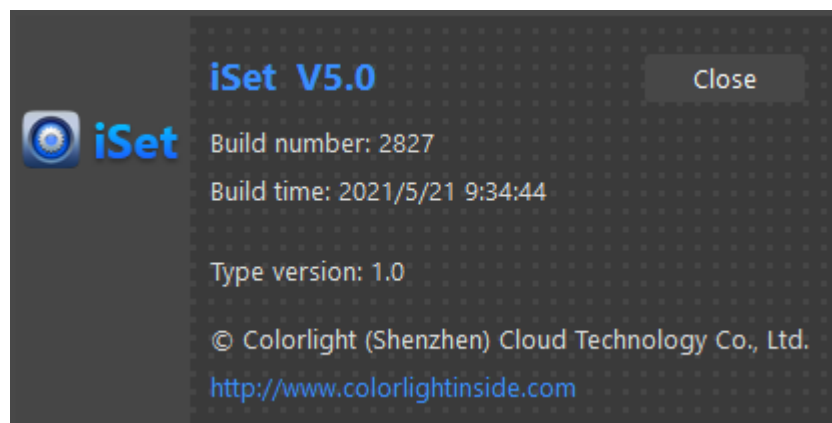 iSet V5.0
Close
iSet
Build number: 2827
Build time: 2021/5/21 9:34:44
Type version: 1.0
© Colorlight (Shenzhen) Cloud Technology Co., Ltd.
http://www.colorlightinside.com